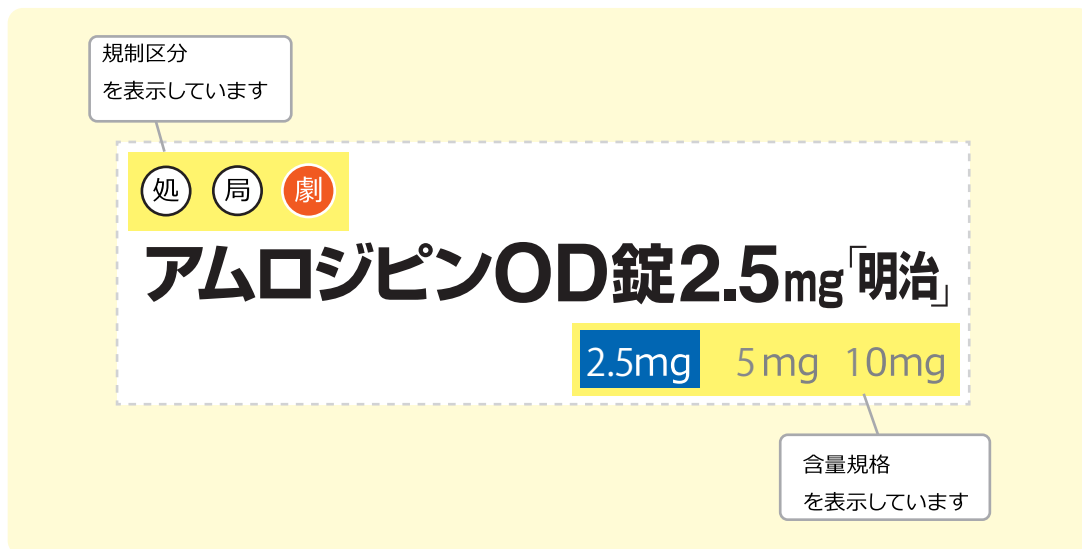 規制区分
を表示しています
処 局 劇
アムロジピンOD錠2.5mg「明治」
2.5mg 5mg 10mg
含量規格
を表示しています